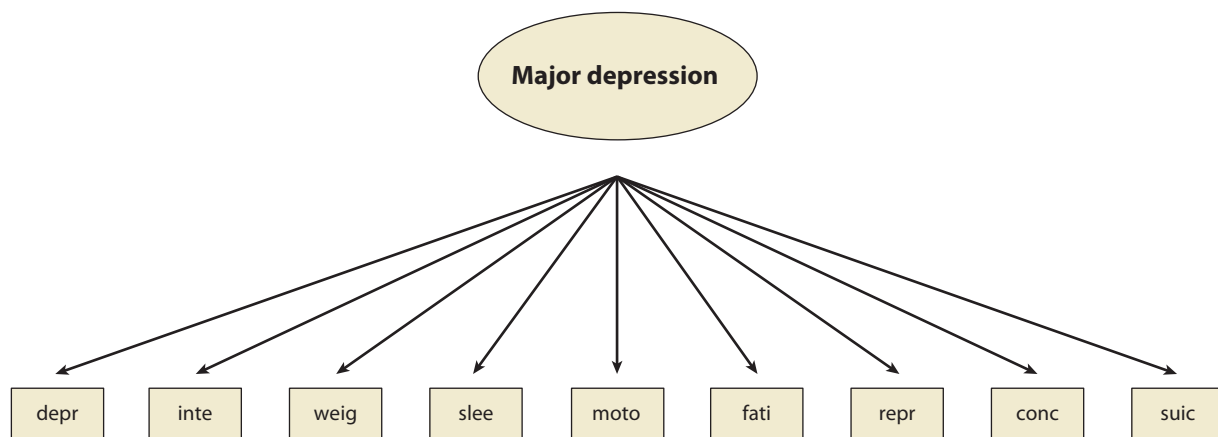 Major depression
depr inte weig slee moto fati repr conc suic